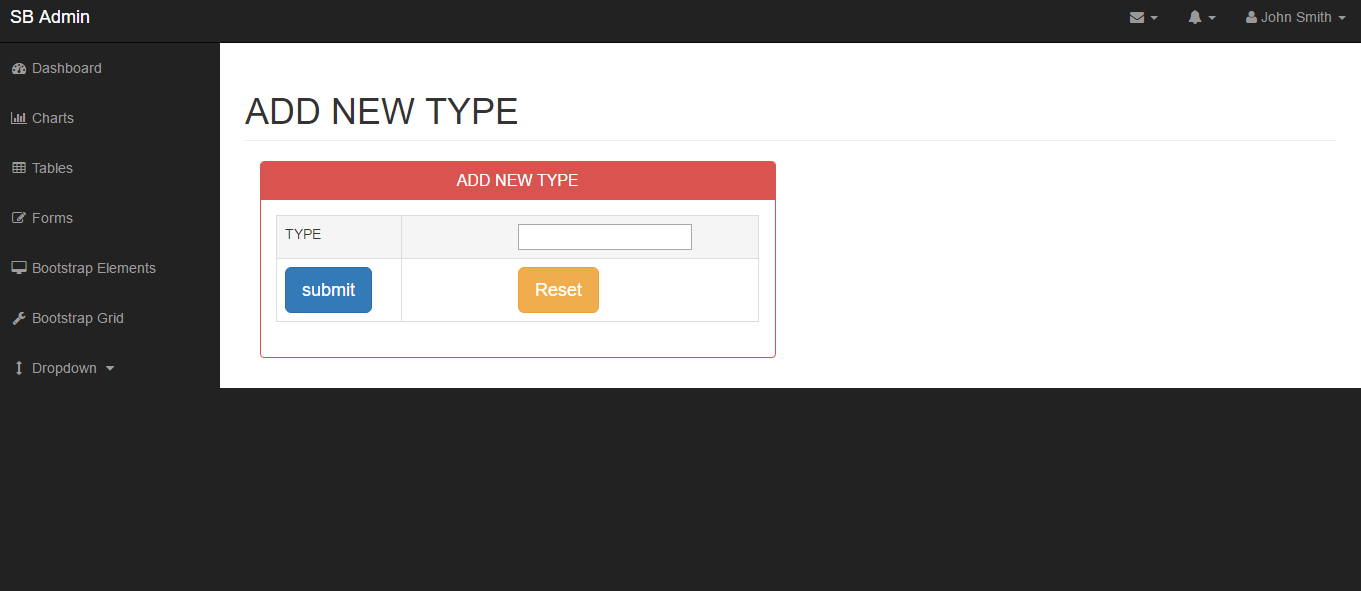 SB Admin
John Smith
Dashboard
Charts
Tables
Forms
Bootstrap Elements
Bootstrap Grid
Dropdown
ADD NEW TYPE
ADD NEW TYPE
TYPE
submit
Reset